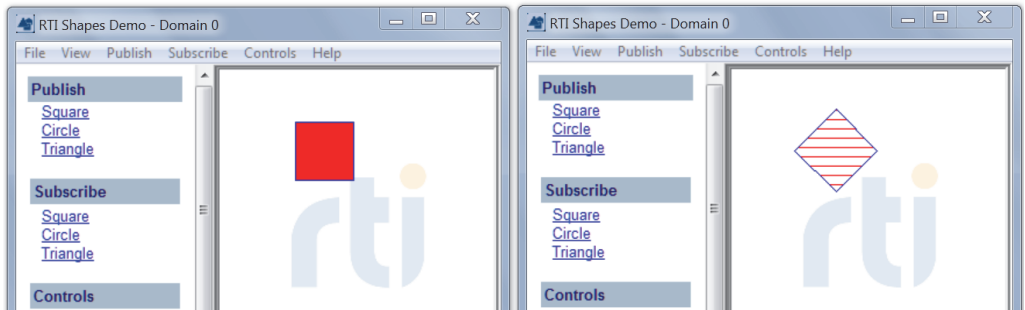 RTI Shapes Demo - Domain 0
File View Publish Subscribe Controls Help
Publish
Square
Circle
Triangle
Subscribe
Square
Circle
Triangle
Controls
rti
RTI Shapes Demo - Domain 0
File View Publish Subscribe Controls Help
Publish
Square
Circle
Triangle
Subscribe
Square
Circle
Triangle
Controls
rti